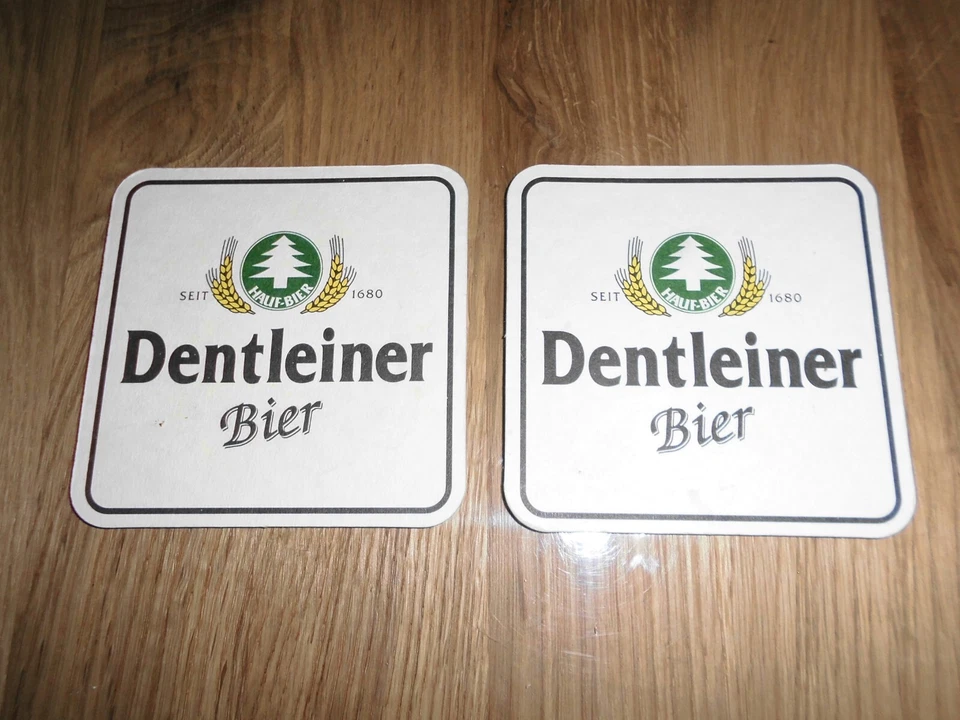 SEIT HAUF-BIER 1680
Dentleiner
Bier
SEIT HAUF-BIER 1680
Dentleiner
Bier